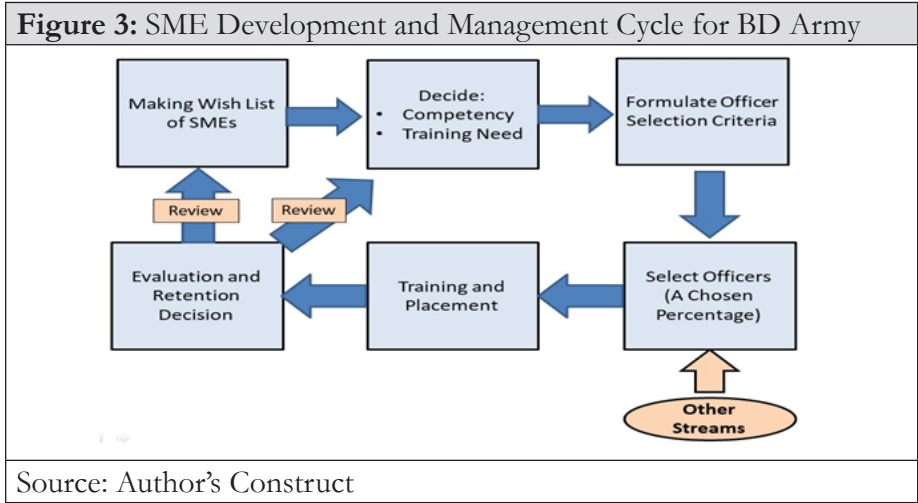 Figure 3: SME Development and Management Cycle for BD Army
Making Wish List
of SMEs
Decide:
• Competency
• Training Need
Formulate Officer
Selection Criteria
Review
Review
Evaluation and
Retention
Decision
Training and
Placement
Select Officers
(A Chosen
Percentage)
Other
Streams
Source: Author’s Construct